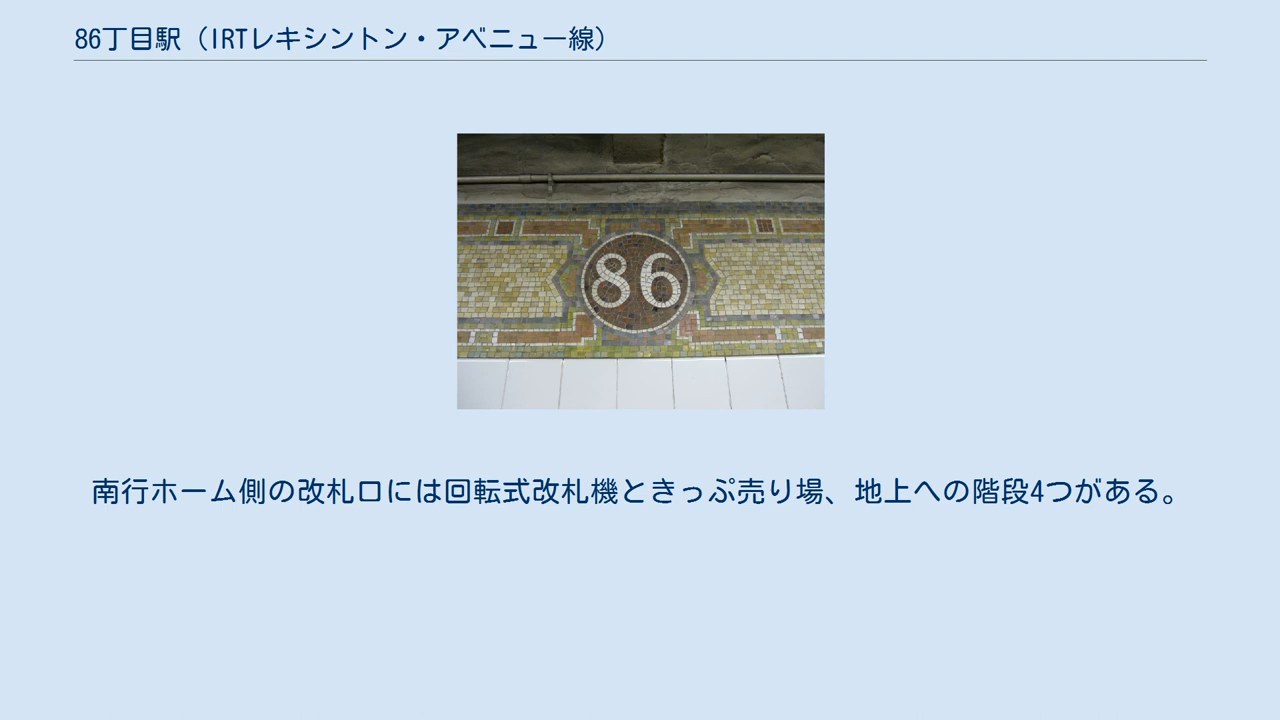 86丁目駅（IRTレキシントン・アベニュー線）
86
南行ホーム側の改札口には回転式改札機ときっぷ売り場、地上への階段4つがある。